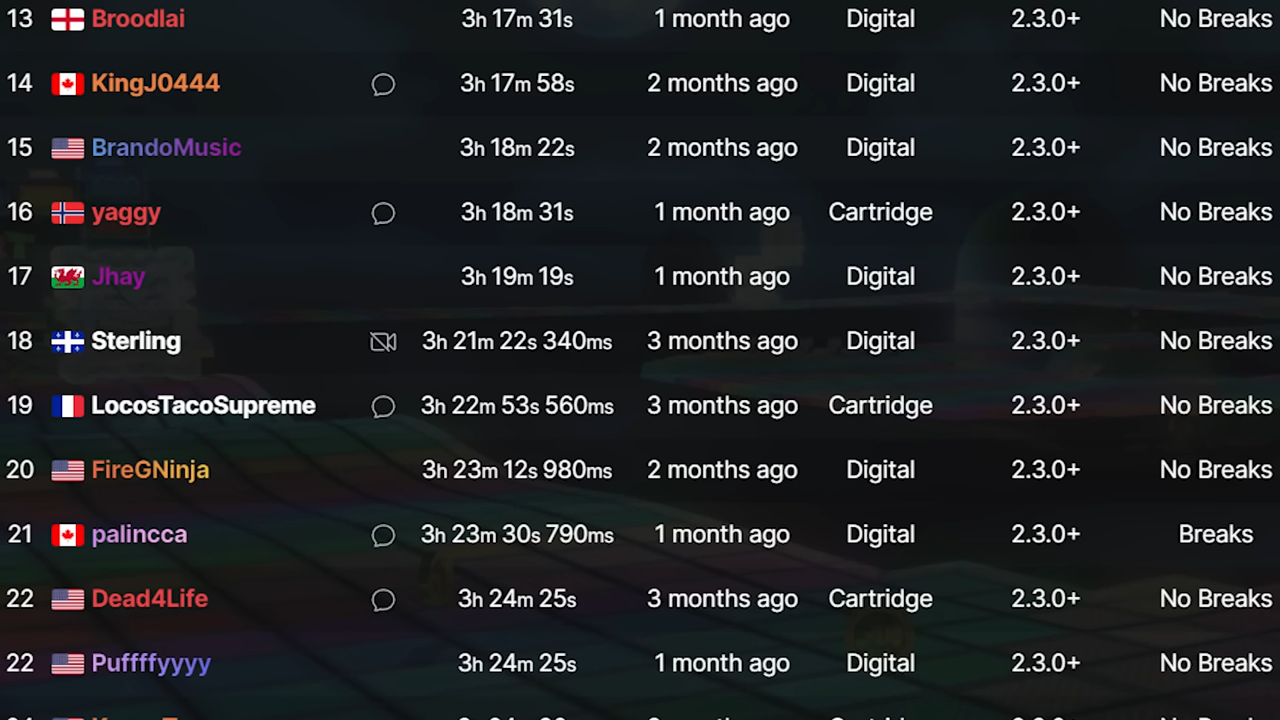 13 Broodlai 3h 17m 31s 1 month ago Digital 2.3.0+ No Breaks
14 KingJ0444 3h 17m 58s 2 months ago Digital 2.3.0+ No Breaks
15 BrandoMusic 3h 18m 22s 2 months ago Digital 2.3.0+ No Breaks
16 yaggy 3h 18m 31s 1 month ago Cartridge 2.3.0+ No Breaks
17 Jhay 3h 19m 19s 1 month ago Digital 2.3.0+ No Breaks
18 Sterling 3h 21m 22s 340ms 3 months ago Digital 2.3.0+ No Breaks
19 LocosTacoSupreme 3h 22m 53s 560ms 3 months ago Cartridge 2.3.0+ No Breaks
20 FireGNinja 3h 23m 12s 980ms 2 months ago Digital 2.3.0+ No Breaks
21 palincca 3h 23m 30s 790ms 1 month ago Digital 2.3.0+ Breaks
22 Dead4Life 3h 24m 25s 3 months ago Cartridge 2.3.0+ No Breaks
22 Puffffyyyy 3h 24m 25s 1 month ago Digital 2.3.0+ No Breaks